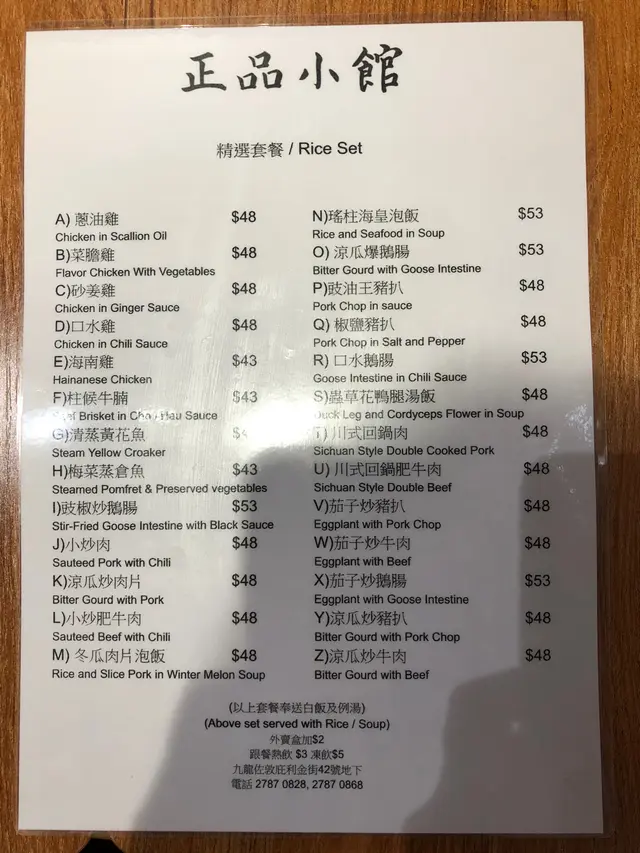 正品小館
精選套餐 / Rice Set
A) 蔥油雞 $48
Chicken in Scallion Oil
B)菜膽雞 $48
Flavor Chicken With Vegetables
C)砂姜雞 $48
Chicken in Ginger Sauce
D)口水雞 $48
Chicken in Chili Sauce
E)海南雞 $43
Hainanese Chicken
F)柱候牛腩 $43
Brisket in Hau Sauce
G)清蒸黃花魚
Steam Yellow Croaker
H)梅菜蒸倉魚 $43
Steamed Pomfret & Preserved vegetables
I)豉椒炒鵝腸 $53
Stir-Fried Goose Intestine with Black Sauce
J)小炒肉 $48
Sauteed Pork with Chili
K)涼瓜炒肉片 $48
Bitter Gourd with Pork
L)小炒肥牛肉 $48
Sauteed Beef with Chili
M) 冬瓜肉片泡飯 $48
Rice and Slice Pork in Winter Melon Soup
N)瑤柱海皇泡飯 $53
Rice and Seafood in Soup
O) 涼瓜爆鵝腸 $53
Bitter Gourd with Goose Intestine
P)豉油王豬扒 $48
Pork Chop in sauce
Q) 椒鹽豬扒 $48
Pork Chop in Salt and Pepper
R) 口水鵝腸 $53
Goose Intestine in Chili Sauce
S)蟲草花鴨腿湯飯 $48
Duck Leg and Cordyceps Flower in Soup
T) 川式回鍋肉 $48
Sichuan Style Double Cooked Pork
U) 川式回鍋肥牛肉 $48
Sichuan Style Double Beef
V)茄子炒豬扒 $48
Eggplant with Pork Chop
W)茄子炒牛肉 $48
Eggplant with Beef
X)茄子炒鵝腸 $53
Eggplant with Goose Intestine
Y)涼瓜炒豬扒 $48
Bitter Gourd with Pork Chop
Z)涼瓜炒牛肉 $48
Bitter Gourd with Beef
(以上套餐奉送白飯及例湯)
(Above set served with Rice / Soup)
外賣盒加$2
跟餐熱飲 $3 凍飲$5
九龍佐敦庇利金街42號地下
電話 2787 0828, 2787 0868